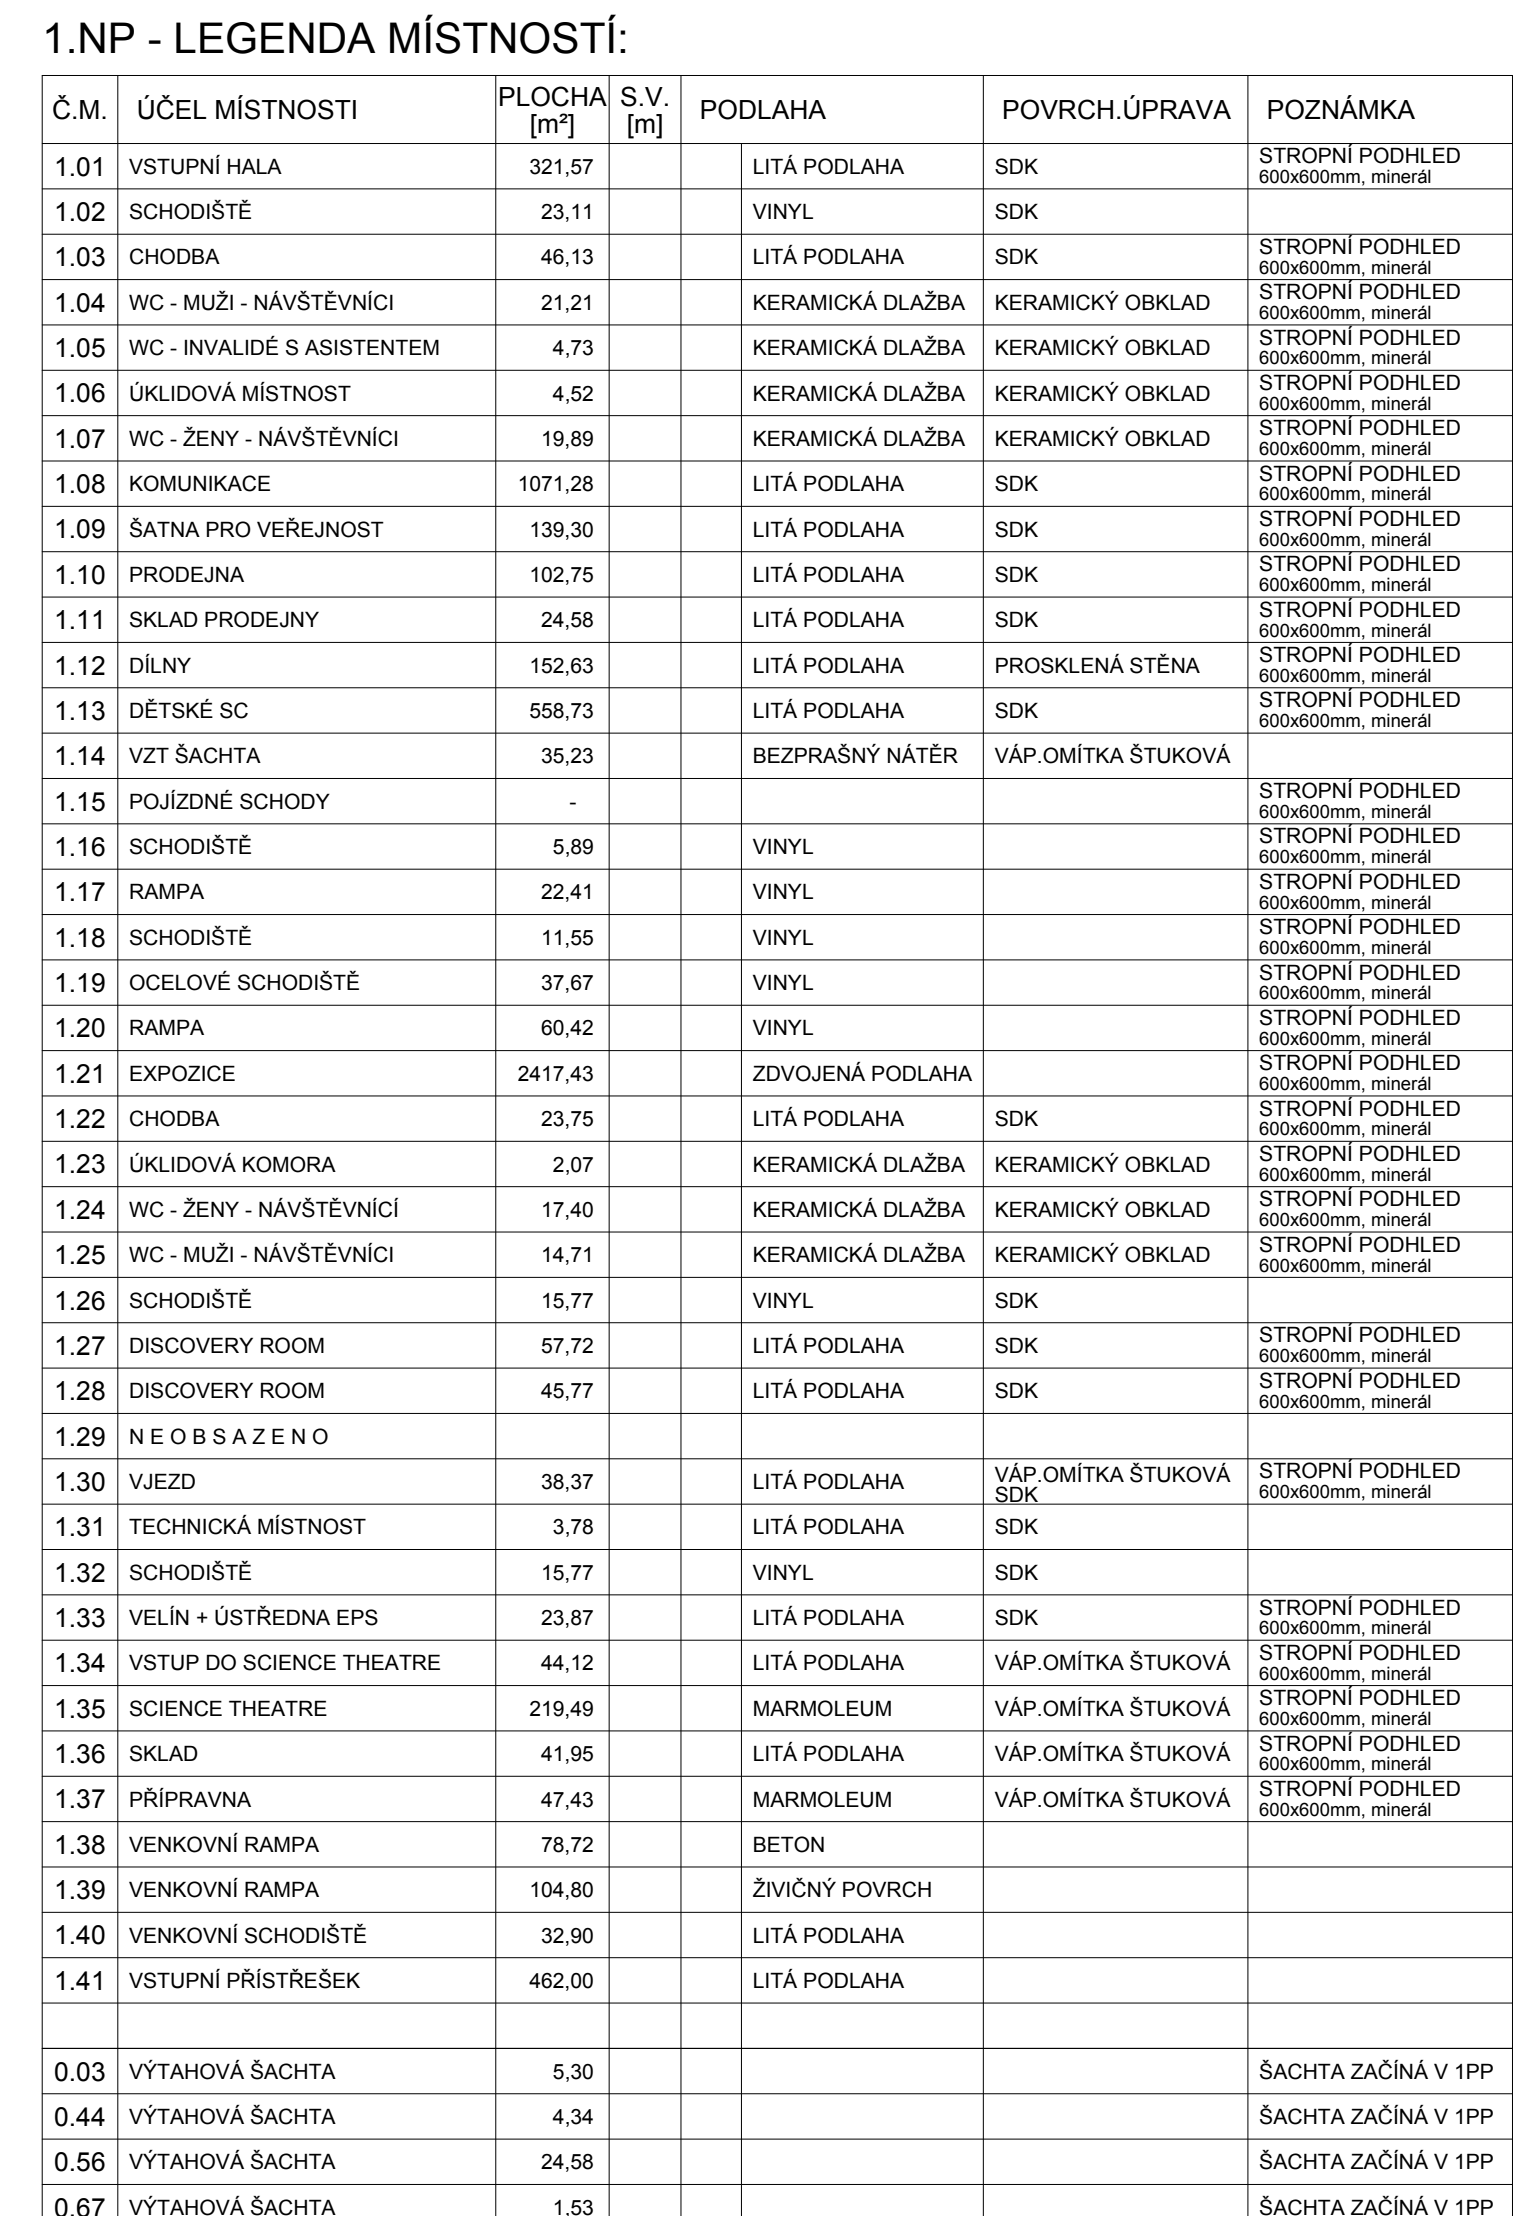 1.NP - LEGENDA MÍSTNOSTÍ:
Č.M. ÚČEL MÍSTNOSTI PLOCHA [m²] S.V. [m] PODLAHA POVRCH.ÚPRAVA POZNÁMKA
1.01 VSTUPNÍ HALA 321,57 LITÁ PODLAHA SDK STROPNÍ PODHLED
600x600mm, minerál
1.02 SCHODIŠTĚ 23,11 VINYL SDK
1.03 CHODBA 46,13 LITÁ PODLAHA SDK STROPNÍ PODHLED
600x600mm, minerál
1.04 WC - MUŽI - NÁVŠTĚVNÍCI 21,21 KERAMICKÁ DLAŽBA KERAMICKÝ OBKLAD STROPNÍ PODHLED
600x600mm, minerál
1.05 WC - INVALIDÉ S ASISTENTEM 4,73 KERAMICKÁ DLAŽBA KERAMICKÝ OBKLAD STROPNÍ PODHLED
600x600mm, minerál
1.06 ÚKLIDOVÁ MÍSTNOST 4,52 KERAMICKÁ DLAŽBA KERAMICKÝ OBKLAD STROPNÍ PODHLED
600x600mm, minerál
1.07 WC - ŽENY - NÁVŠTĚVNÍCI 19,89 KERAMICKÁ DLAŽBA KERAMICKÝ OBKLAD STROPNÍ PODHLED
600x600mm, minerál
1.08 KOMUNIKACE 1071,28 LITÁ PODLAHA SDK STROPNÍ PODHLED
600x600mm, minerál
1.09 ŠATNA PRO VEŘEJNOST 139,30 LITÁ PODLAHA SDK STROPNÍ PODHLED
600x600mm, minerál
1.10 PRODEJNA 102,75 LITÁ PODLAHA SDK STROPNÍ PODHLED
600x600mm, minerál
1.11 SKLAD PRODEJNY 24,58 LITÁ PODLAHA SDK STROPNÍ PODHLED
600x600mm, minerál
1.12 DÍLNY 152,63 LITÁ PODLAHA PROSKLENÁ STĚNA STROPNÍ PODHLED
600x600mm, minerál
1.13 DĚTSKÉ SC 558,73 LITÁ PODLAHA SDK STROPNÍ PODHLED
600x600mm, minerál
1.14 VZT ŠACHTA 35,23 BEZPRAŠNÝ NÁTĚR VÁP.OMÍTKA ŠTUKOVÁ
1.15 POJÍZDNÉ SCHODY - STROPNÍ PODHLED
600x600mm, minerál
1.16 SCHODIŠTĚ 5,89 VINYL STROPNÍ PODHLED
600x600mm, minerál
1.17 RAMPA 22,41 VINYL STROPNÍ PODHLED
600x600mm, minerál
1.18 SCHODIŠTĚ 11,55 VINYL STROPNÍ PODHLED
600x600mm, minerál
1.19 OCELOVÉ SCHODIŠTĚ 37,67 VINYL STROPNÍ PODHLED
600x600mm, minerál
1.20 RAMPA 60,42 VINYL STROPNÍ PODHLED
600x600mm, minerál
1.21 EXPOZICE 2417,43 ZDVOJENÁ PODLAHA STROPNÍ PODHLED
600x600mm, minerál
1.22 CHODBA 23,75 LITÁ PODLAHA SDK STROPNÍ PODHLED
600x600mm, minerál
1.23 ÚKLIDOVÁ KOMORA 2,07 KERAMICKÁ DLAŽBA KERAMICKÝ OBKLAD STROPNÍ PODHLED
600x600mm, minerál
1.24 WC - ŽENY - NÁVŠTĚVNÍCÍ 17,40 KERAMICKÁ DLAŽBA KERAMICKÝ OBKLAD STROPNÍ PODHLED
600x600mm, minerál
1.25 WC - MUŽI - NÁVŠTĚVNÍCI 14,71 KERAMICKÁ DLAŽBA KERAMICKÝ OBKLAD STROPNÍ PODHLED
600x600mm, minerál
1.26 SCHODIŠTĚ 15,77 VINYL SDK
1.27 DISCOVERY ROOM 57,72 LITÁ PODLAHA SDK STROPNÍ PODHLED
600x600mm, minerál
1.28 DISCOVERY ROOM 45,77 LITÁ PODLAHA SDK STROPNÍ PODHLED
600x600mm, minerál
1.29 N E O B S A Z E N O
1.30 VJEZD 38,37 LITÁ PODLAHA VÁP.OMÍTKA ŠTUKOVÁ STROPNÍ PODHLED
SDK 600x600mm, minerál
1.31 TECHNICKÁ MÍSTNOST 3,78 LITÁ PODLAHA SDK
1.32 SCHODIŠTĚ 15,77 VINYL SDK
1.33 VELÍN + ÚSTŘEDNA EPS 23,87 LITÁ PODLAHA SDK STROPNÍ PODHLED
600x600mm, minerál
1.34 VSTUP DO SCIENCE THEATRE 44,12 LITÁ PODLAHA VÁP.OMÍTKA ŠTUKOVÁ STROPNÍ PODHLED
600x600mm, minerál
1.35 SCIENCE THEATRE 219,49 MARMOLEUM VÁP.OMÍTKA ŠTUKOVÁ STROPNÍ PODHLED
600x600mm, minerál
1.36 SKLAD 41,95 LITÁ PODLAHA VÁP.OMÍTKA ŠTUKOVÁ STROPNÍ PODHLED
600x600mm, minerál
1.37 PŘÍPRAVNA 47,43 MARMOLEUM VÁP.OMÍTKA ŠTUKOVÁ STROPNÍ PODHLED
600x600mm, minerál
1.38 VENKOVNÍ RAMPA 78,72 BETON
1.39 VENKOVNÍ RAMPA 104,80 ŽIVIČNÝ POVRCH
1.40 VENKOVNÍ SCHODIŠTĚ 32,90 LITÁ PODLAHA
1.41 VSTUPNÍ PŘÍSTŘEŠEK 462,00 LITÁ PODLAHA
0.03 VÝTAHOVÁ ŠACHTA 5,30 ŠACHTA ZAČÍNÁ V 1PP
0.44 VÝTAHOVÁ ŠACHTA 4,34 ŠACHTA ZAČÍNÁ V 1PP
0.56 VÝTAHOVÁ ŠACHTA 24,58 ŠACHTA ZAČÍNÁ V 1PP
0.67 VÝTAHOVÁ ŠACHTA 1,53 ŠACHTA ZAČÍNÁ V 1PP